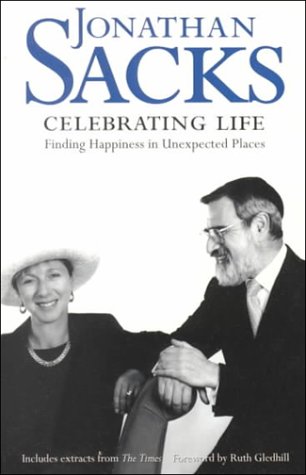 JONATHAN
SACKS
CELEBRATING LIFE
Finding Happiness in Unexpected Places
Includes extracts from The Times Foreword by Ruth Gledhill